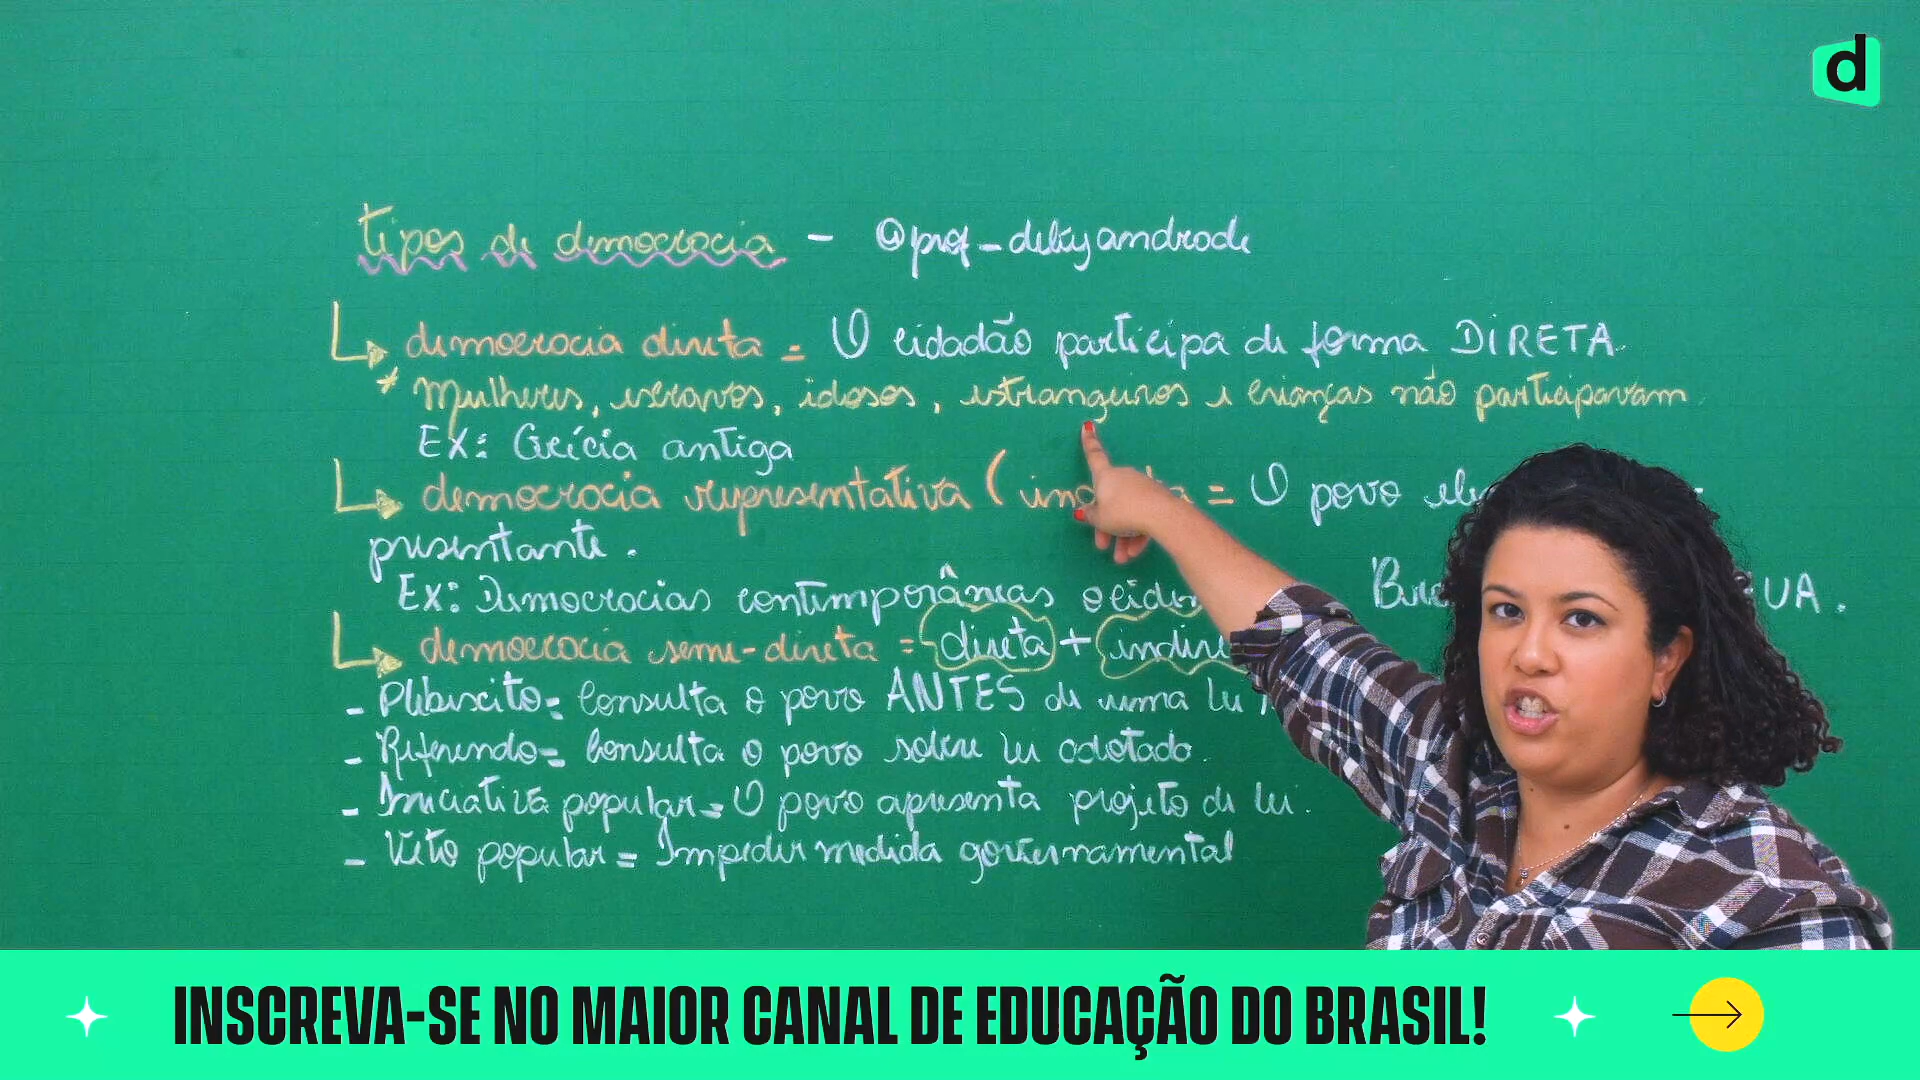 d
tipos de democracia - @prof_debyandrade
democracia direta = O cidadão participa de forma DIRETA.
* Mulheres, escravos, idosos, estrangeiros e crianças não participavam
EX: Grécia antiga
democracia representativa ( = O povo
presentante.
Ex: Democracias contemporâneas UA.
democracia semi-direta = direta +
- Plebiscito = Consulta o povo ANTES de uma lei
- Referendo = Consulta o povo sobre lei adotado.
- Iniciativa popular = O povo apresenta projeto de lei.
- Veto popular = Impedir medida governamental
INSCREVA-SE NO MAIOR CANAL DE EDUCAÇÃO DO BRASIL!